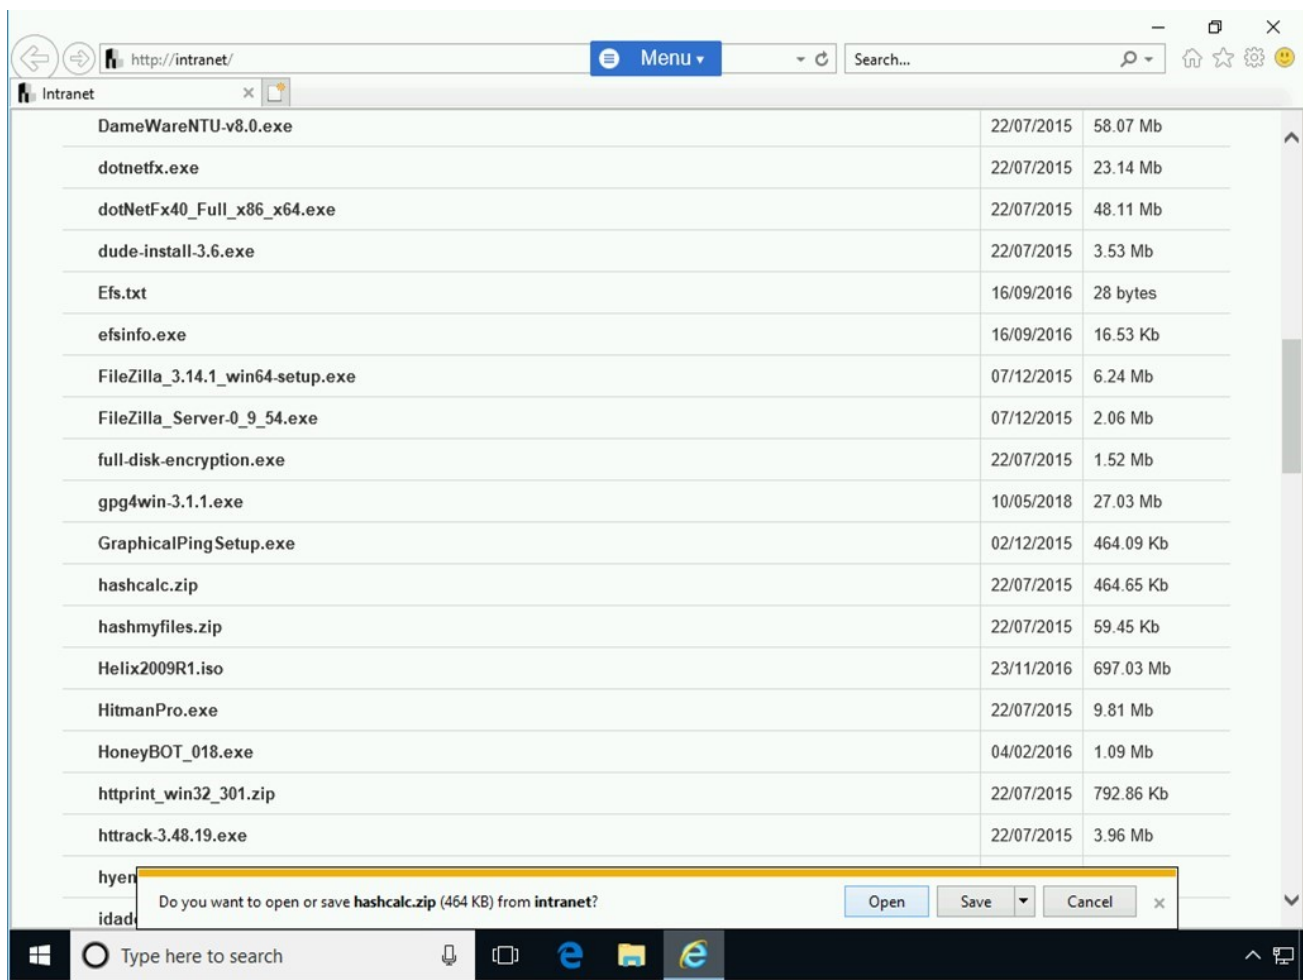 http://intranet/
Menu
Search...
Intranet
DameWareNTU-v8.0.exe 22/07/2015 58.07 Mb
dotnetfx.exe 22/07/2015 23.14 Mb
dotNetFx40_Full_x86_x64.exe 22/07/2015 48.11 Mb
dude-install-3.6.exe 22/07/2015 3.53 Mb
Efs.txt 16/09/2016 28 bytes
efsinfo.exe 16/09/2016 16.53 Kb
FileZilla_3.14.1_win64-setup.exe 07/12/2015 6.24 Mb
FileZilla_Server-0_9_54.exe 07/12/2015 2.06 Mb
full-disk-encryption.exe 22/07/2015 1.52 Mb
gpg4win-3.1.1.exe 10/05/2018 27.03 Mb
GraphicalPingSetup.exe 02/12/2015 464.09 Kb
hashcalc.zip 22/07/2015 464.65 Kb
hashmyfiles.zip 22/07/2015 59.45 Kb
Helix2009R1.iso 23/11/2016 697.03 Mb
HitmanPro.exe 22/07/2015 9.81 Mb
HoneyBOT_018.exe 04/02/2016 1.09 Mb
httprint_win32_301.zip 22/07/2015 792.86 Kb
httrack-3.48.19.exe 22/07/2015 3.96 Mb
hyen
Do you want to open or save hashcalc.zip (464 KB) from intranet? Open Save Cancel
Type here to search